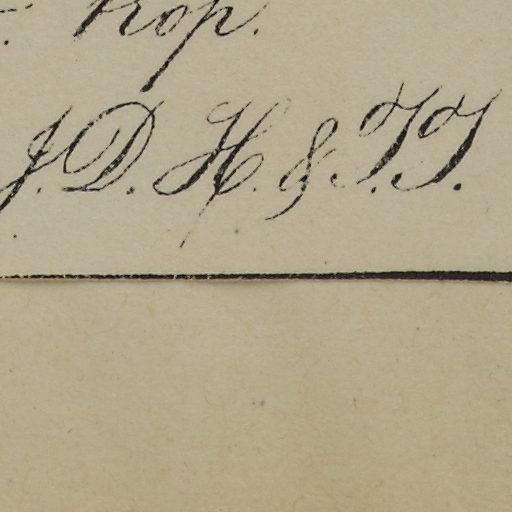 Prop.
J. D. H. & T. T.